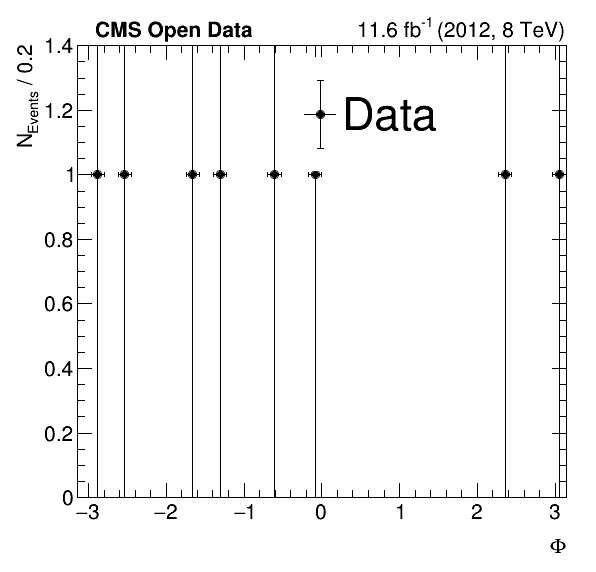 CMS Open Data 11.6 fb⁻¹ (2012, 8 TeV)
N_Events / 0.2
1.4
1.2
1
0.8
0.6
0.4
0.2
0
Data
−3 −2 −1 0 1 2 3
Φ